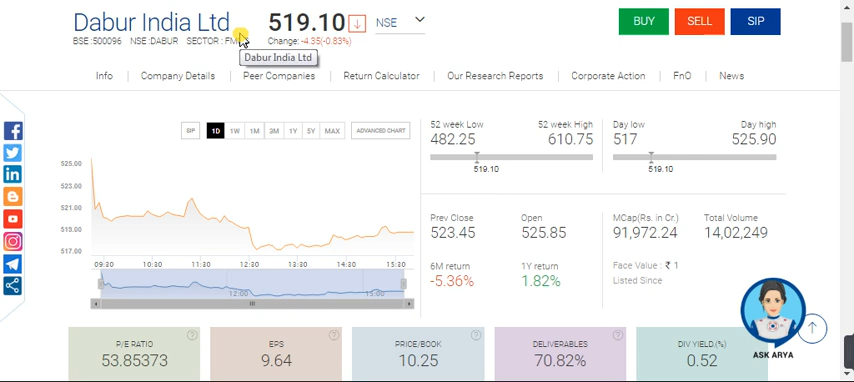 Dabur India Ltd
519.10
NSE
BUY
SELL
SIP
BSE :500096 NSE :DABUR SECTOR :
Change: -4.35(-0.83%)
Dabur India Ltd
Info
Company Details
Peer Companies
Return Calculator
Our Research Reports
Corporate Action
FnO
News
SIP
1D
1W
1M
3M
1Y
5Y
MAX
ADVANCED CHART
525.00
523.00
521.00
519.00
517.00
09:30
10:30
11:30
12:30
13:30
14:30
15:30
12:00
15:00
52 week Low
482.25
52 week High
610.75
519.10
Day low
517
Day high
525.90
519.10
Prev Close
523.45
Open
525.85
MCap(Rs. in Cr.)
91,972.24
Total Volume
14,02,249
6M return
-5.36%
1Y return
1.82%
Face Value : ₹ 1
Listed Since
ASK ARYA
P/E RATIO
53.85373
EPS
9.64
PRICE/BOOK
10.25
DELIVERABLES
70.82%
DIV YIELD.(%)
0.52